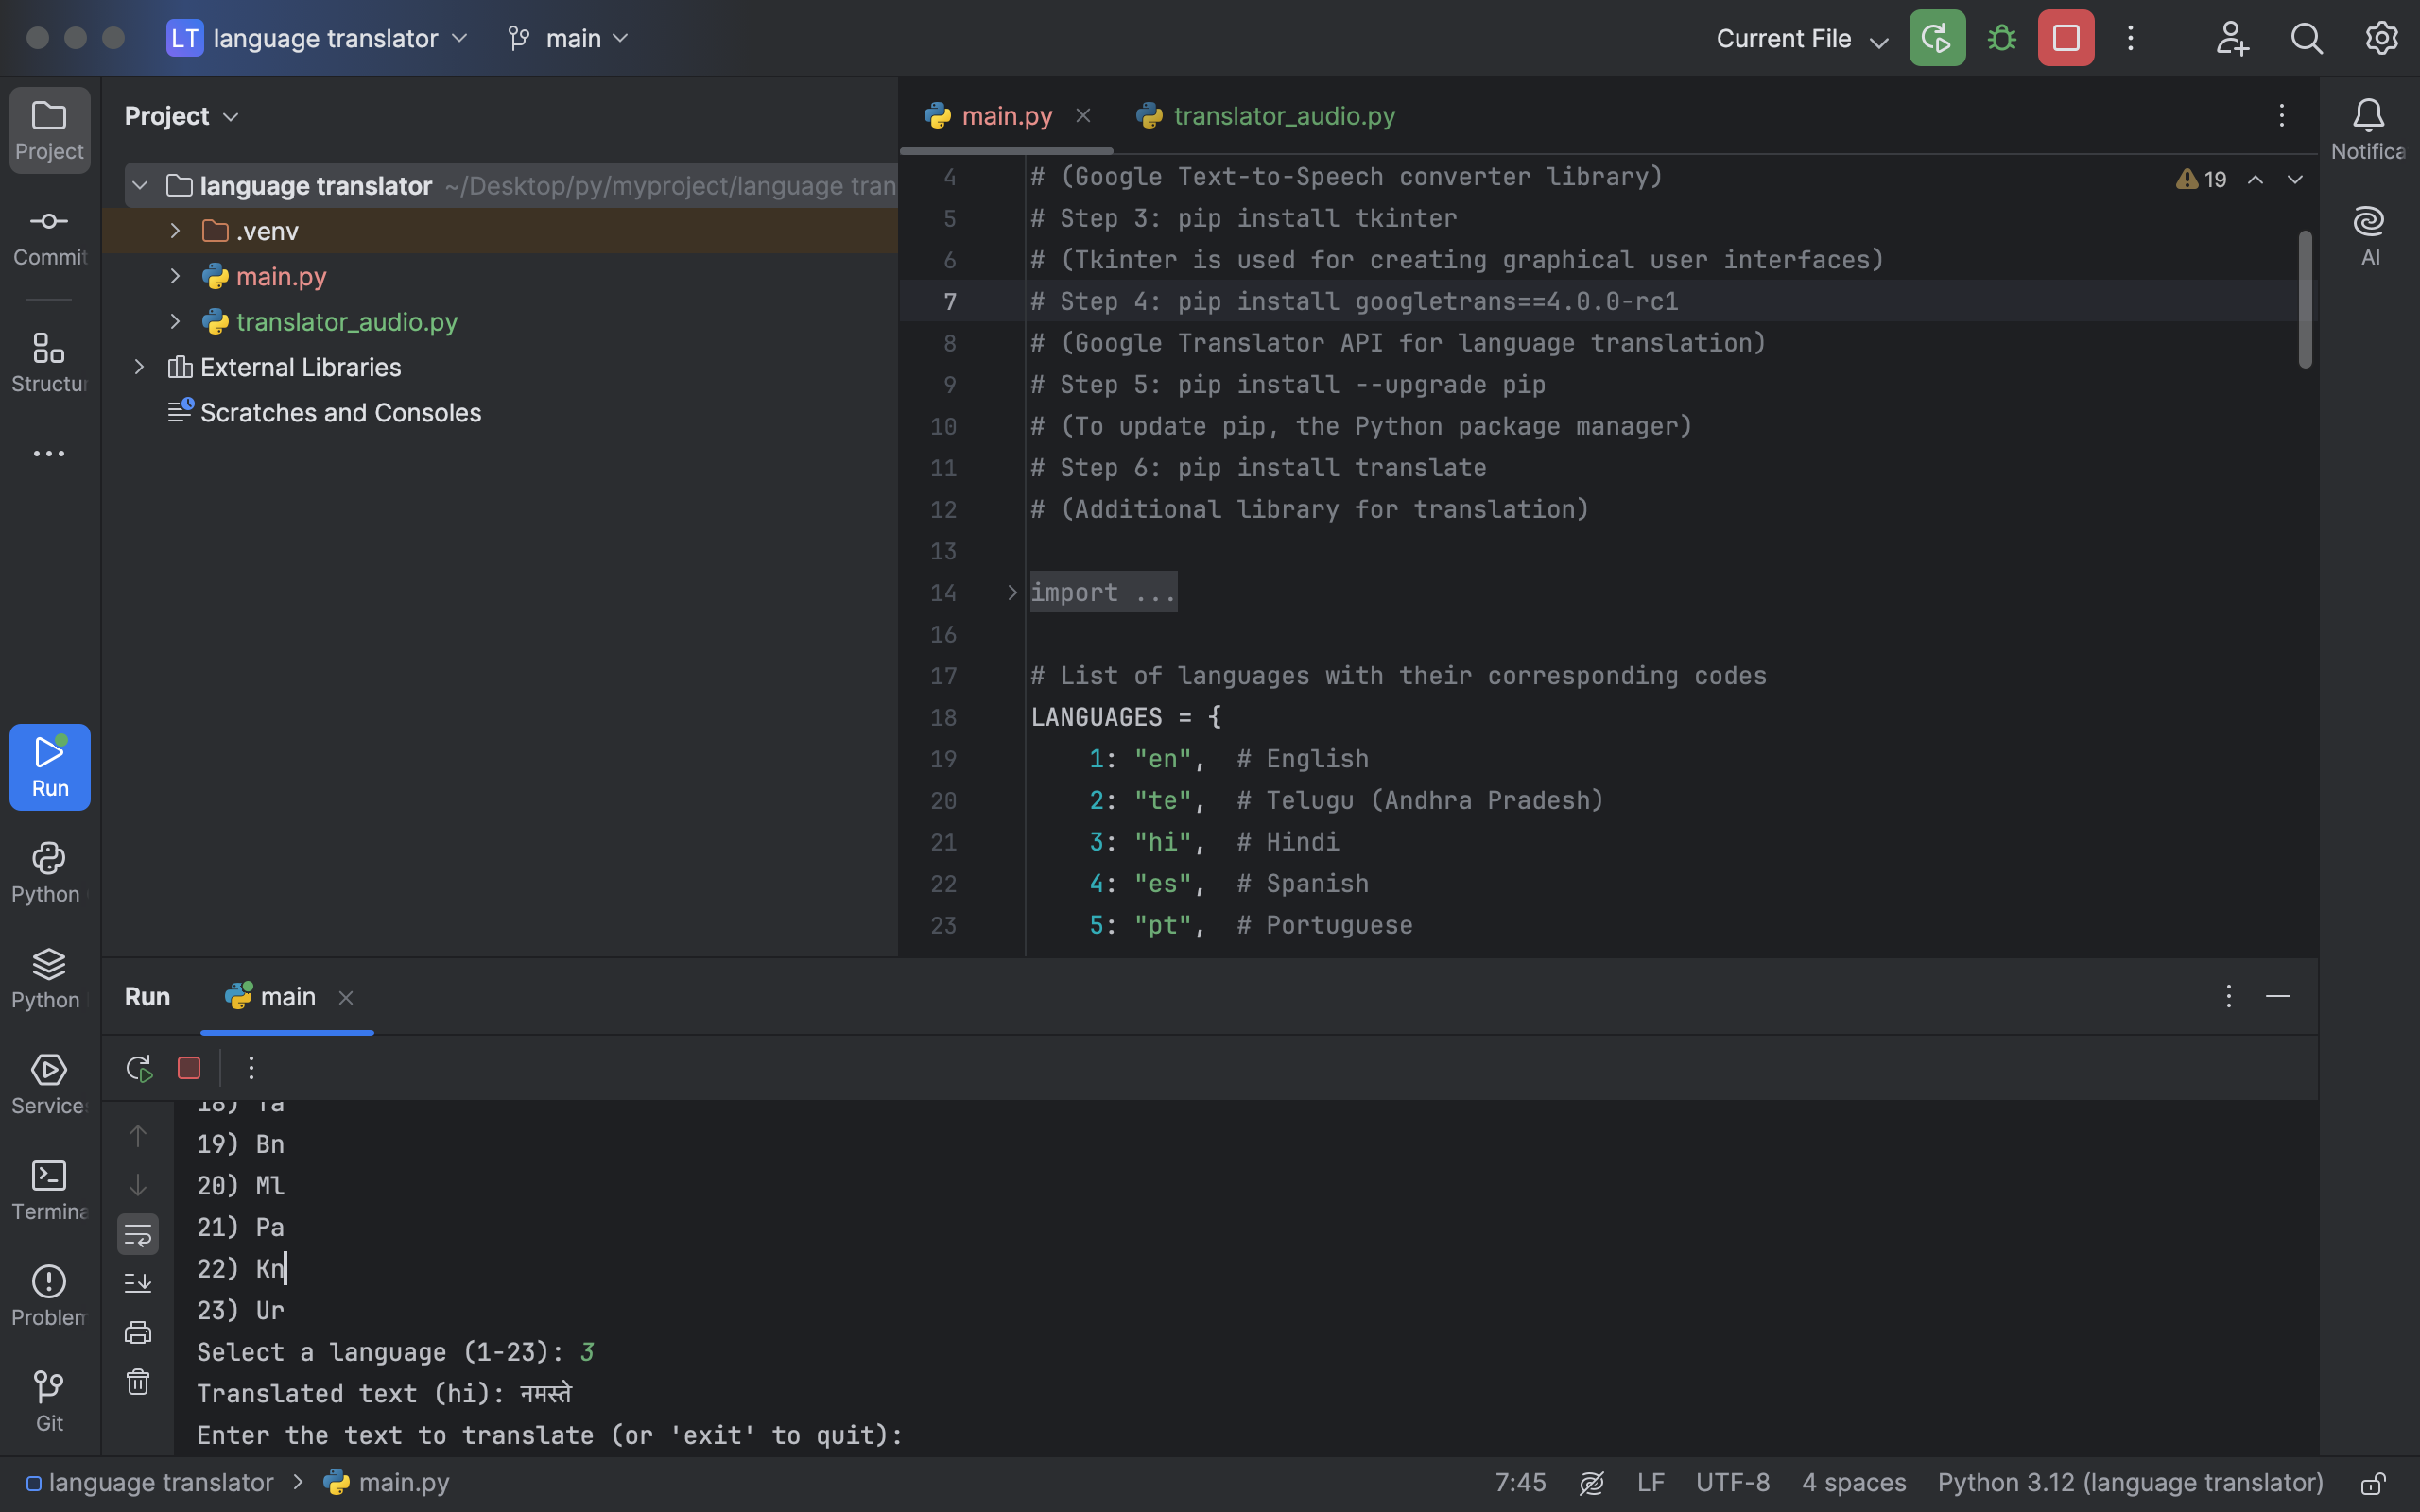 LT language translator main Current File
Project
Commit
Structur
Run
Python
Python
Service
Termina
Problem
Git
Project
language translator ~/Desktop/py/myproject/language tran
.venv
main.py
translator_audio.py
External Libraries
Scratches and Consoles
main.py translator_audio.py
19
4 # (Google Text-to-Speech converter library)
5 # Step 3: pip install tkinter
6 # (Tkinter is used for creating graphical user interfaces)
7 # Step 4: pip install googletrans==4.0.0-rc1
8 # (Google Translator API for language translation)
9 # Step 5: pip install --upgrade pip
10 # (To update pip, the Python package manager)
11 # Step 6: pip install translate
12 # (Additional library for translation)
13
14 import ...
16
17 # List of languages with their corresponding codes
18 LANGUAGES = {
19 1: "en", # English
20 2: "te", # Telugu (Andhra Pradesh)
21 3: "hi", # Hindi
22 4: "es", # Spanish
23 5: "pt", # Portuguese
Notifica
AI
Run main
18) Ta
19) Bn
20) Ml
21) Pa
22) Kn
23) Ur
Select a language (1-23): 3
Translated text (hi): नमस्ते
Enter the text to translate (or 'exit' to quit):
language translator > main.py 7:45 LF UTF-8 4 spaces Python 3.12 (language translator)